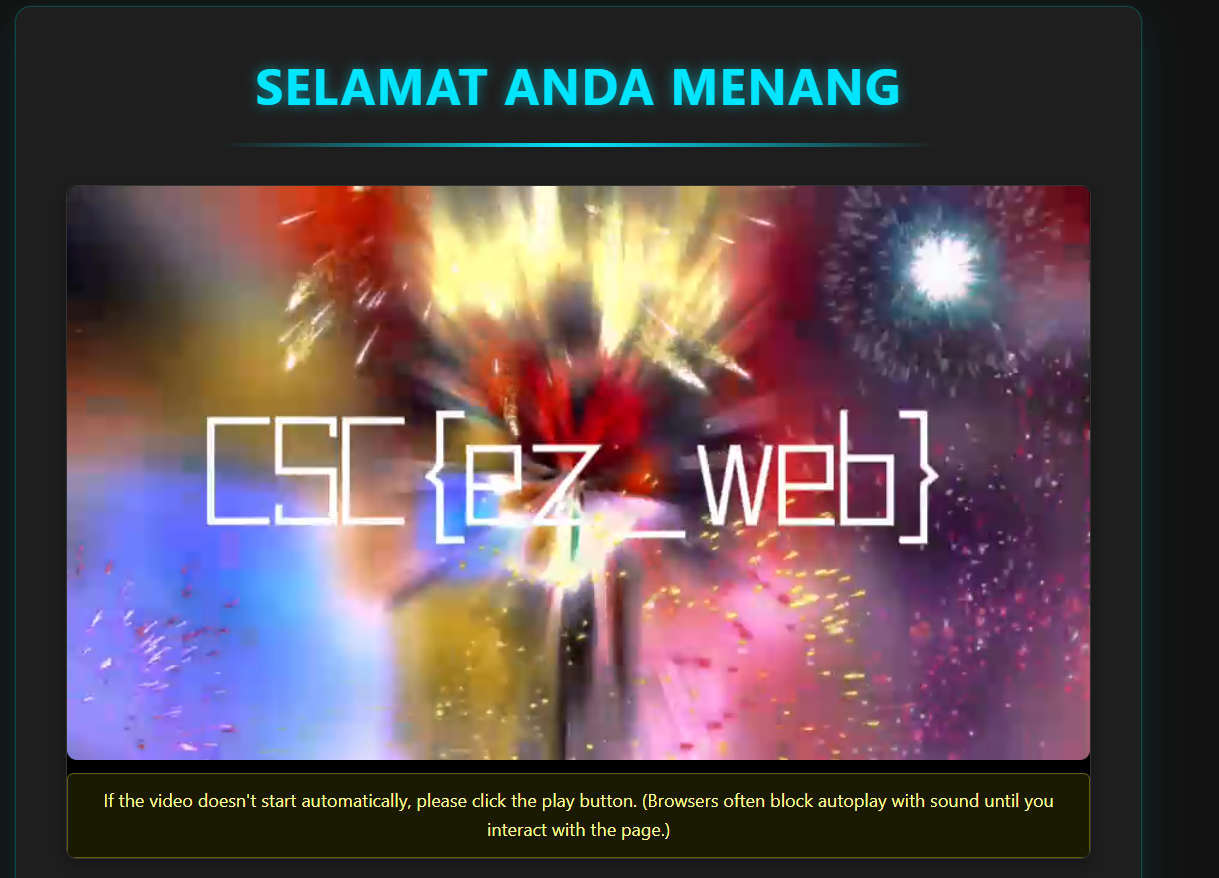 SELAMAT ANDA MENANG
CSC{ez_web}
If the video doesn't start automatically, please click the play button. (Browsers often block autoplay with sound until you
interact with the page.)